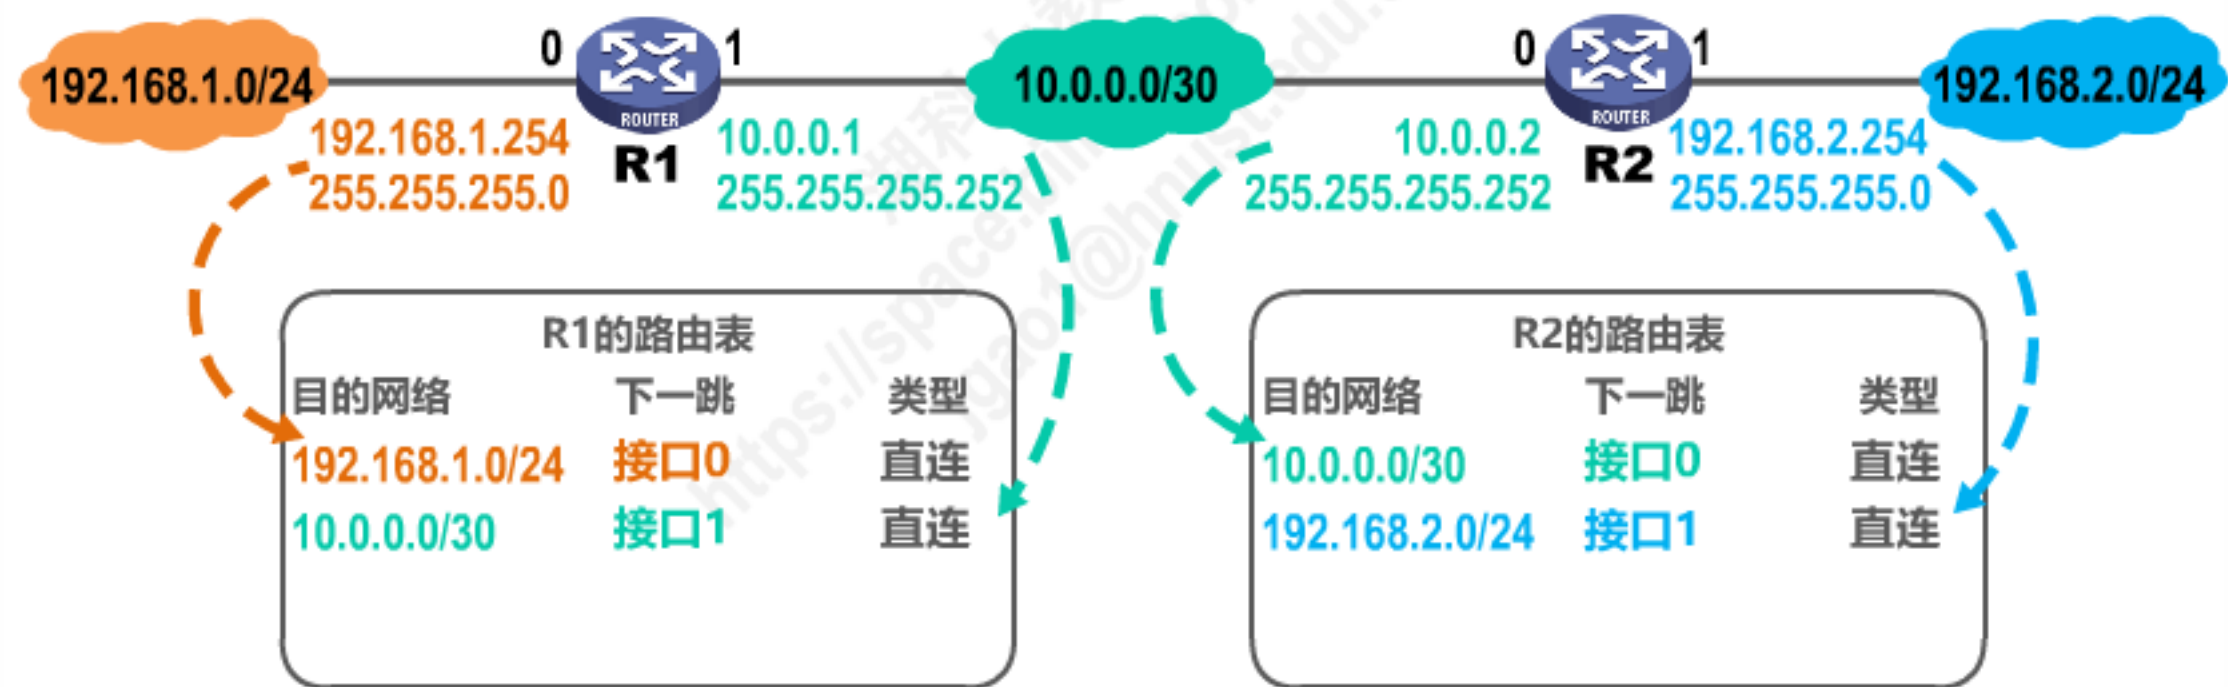 0
1
0
1
192.168.1.0/24
10.0.0.0/30
192.168.2.0/24
ROUTER
ROUTER
192.168.1.254
255.255.255.0
R1
10.0.0.1
255.255.255.252
10.0.0.2
255.255.255.252
R2
192.168.2.254
255.255.255.0
R1的路由表
目的网络 下一跳 类型
192.168.1.0/24 接口0 直连
10.0.0.0/30 接口1 直连
R2的路由表
目的网络 下一跳 类型
10.0.0.0/30 接口0 直连
192.168.2.0/24 接口1 直连